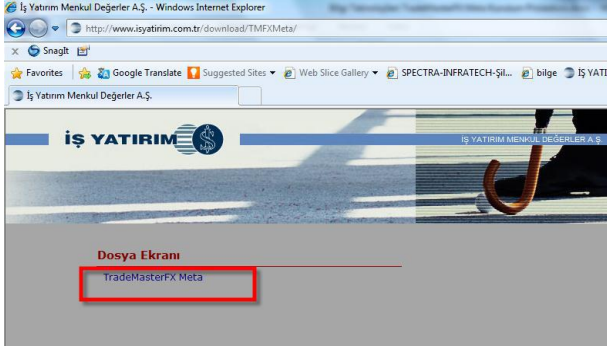 İş Yatırım Menkul Değerler A.Ş. - Windows Internet Explorer
http://www.isyatirim.com.tr/download/TMFXMeta/
x SnagIt
Favorites Google Translate Suggested Sites Web Slice Gallery SPECTRA-INFRATECH-Şil... bilge İŞ YATI
İş Yatırım Menkul Değerler A.Ş.
İŞ YATIRIM
İŞ YATIRIM MENKUL DEĞERLER A.Ş.
Dosya Ekranı
TradeMasterFX Meta